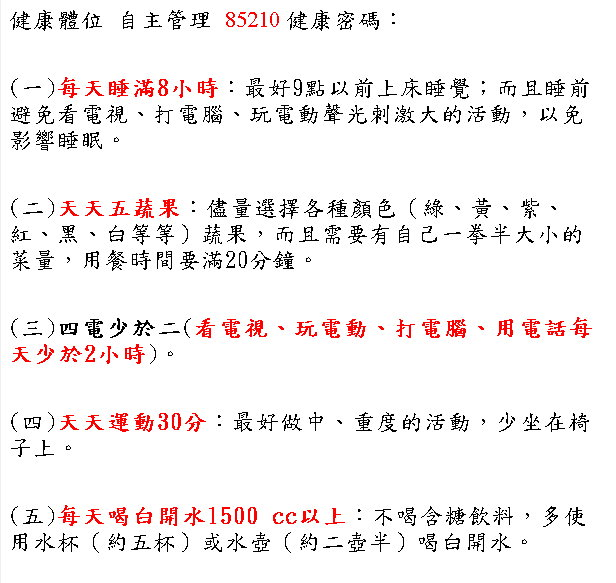 健康體位 自主管理 85210 健康密碼：
(一)每天睡滿8小時：最好9點以前上床睡覺；而且睡前
避免看電視、打電腦、玩電動聲光刺激大的活動，以免
影響睡眠。
(二)天天五蔬果：儘量選擇各種顏色（綠、黃、紫、
紅、黑、白等等）蔬果，而且需要有自己一拳半大小的
菜量，用餐時間要滿20分鐘。
(三)四電少於二(看電視、玩電動、打電腦、用電話每
天少於2小時)。
(四)天天運動30分：最好做中、重度的活動，少坐在椅
子上。
(五)每天喝白開水1500 cc以上：不喝含糖飲料，多使
用水杯（約五杯）或水壺（約二壺半）喝白開水。